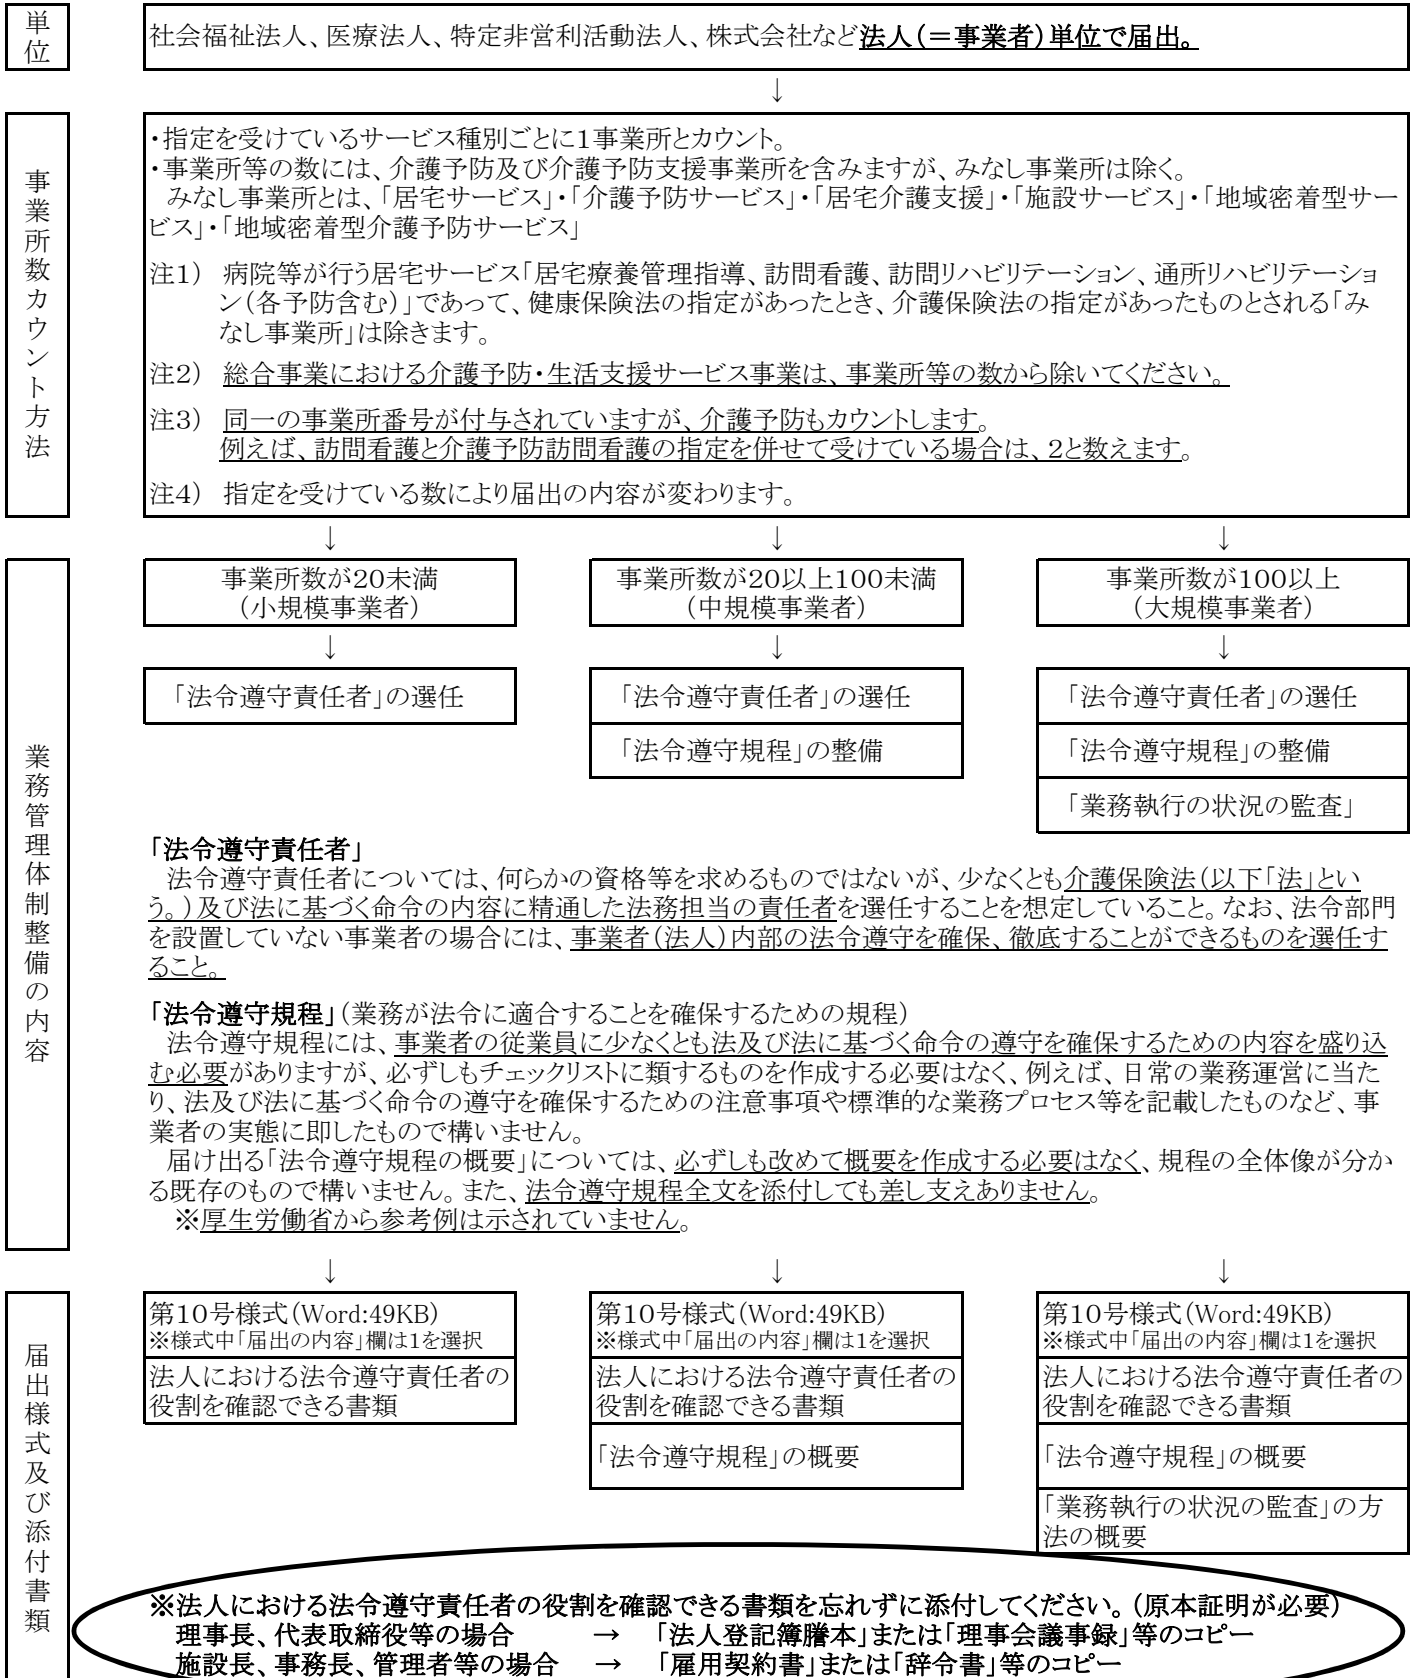 単位
社会福祉法人、医療法人、特定非営利活動法人、株式会社など法人（＝事業者）単位で届出。
↓
事業所数カウント方法
・指定を受けているサービス種別ごとに１事業所とカウント。
・事業所等の数には、介護予防及び介護予防支援事業所を含みますが、みなし事業所は除く。
みなし事業所とは、「居宅サービス」・「介護予防サービス」・「居宅介護支援」・「施設サービス」・「地域密着型サー
ビス」・「地域密着型介護予防サービス」
注１） 病院等が行う居宅サービス「居宅療養管理指導、訪問看護、訪問リハビリテーション、通所リハビリテーショ
ン（各予防含む）」であって、健康保険法の指定があったとき、介護保険法の指定があったものとされる「み
なし事業所」は除きます。
注２） 総合事業における介護予防・生活支援サービス事業は、事業所等の数から除いてください。
注３） 同一の事業所番号が付与されていますが、介護予防もカウントします。
例えば、訪問看護と介護予防訪問看護の指定を併せて受けている場合は、２と数えます。
注４） 指定を受けている数により届出の内容が変わります。
↓ ↓ ↓
業務管理体制整備の内容
事業所数が２０未満
（小規模事業者）
事業所数が２０以上１００未満
（中規模事業者）
事業所数が１００以上
（大規模事業者）
↓ ↓ ↓
「法令遵守責任者」の選任
「法令遵守責任者」の選任
「法令遵守規程」の整備
「法令遵守責任者」の選任
「法令遵守規程」の整備
「業務執行の状況の監査」
「法令遵守責任者」
法令遵守責任者については、何らかの資格等を求めるものではないが、少なくとも介護保険法（以下「法」とい
う。）及び法に基づく命令の内容に精通した法務担当の責任者を選任することを想定していること。なお、法令部門
を設置していない事業者の場合には、事業者（法人）内部の法令遵守を確保、徹底することができるものを選任す
ること。
「法令遵守規程」（業務が法令に適合することを確保するための規程）
法令遵守規程には、事業者の従業員に少なくとも法及び法に基づく命令の遵守を確保するための内容を盛り込
む必要がありますが、必ずしもチェックリストに類するものを作成する必要はなく、例えば、日常の業務運営に当た
り、法及び法に基づく命令の遵守を確保するための注意事項や標準的な業務プロセス等を記載したものなど、事
業者の実態に即したもので構いません。
届け出る「法令遵守規程の概要」については、必ずしも改めて概要を作成する必要はなく、規程の全体像が分か
る既存のもので構いません。また、法令遵守規程全文を添付しても差し支えありません。
※厚生労働省から参考例は示されていません。
↓ ↓ ↓
届出様式及び添付書類
第１０号様式（Word:49KB）
※様式中「届出の内容」欄は１を選択
法人における法令遵守責任者の
役割を確認できる書類
第１０号様式（Word:49KB）
※様式中「届出の内容」欄は１を選択
法人における法令遵守責任者の
役割を確認できる書類
「法令遵守規程」の概要
第１０号様式（Word:49KB）
※様式中「届出の内容」欄は１を選択
法人における法令遵守責任者の
役割を確認できる書類
「法令遵守規程」の概要
「業務執行の状況の監査」の方
法の概要
※法人における法令遵守責任者の役割を確認できる書類を忘れずに添付してください。（原本証明が必要）
理事長、代表取締役等の場合 → 「法人登記簿謄本」または「理事会議事録」等のコピー
施設長、事務長、管理者等の場合 → 「雇用契約書」または「辞令書」等のコピー